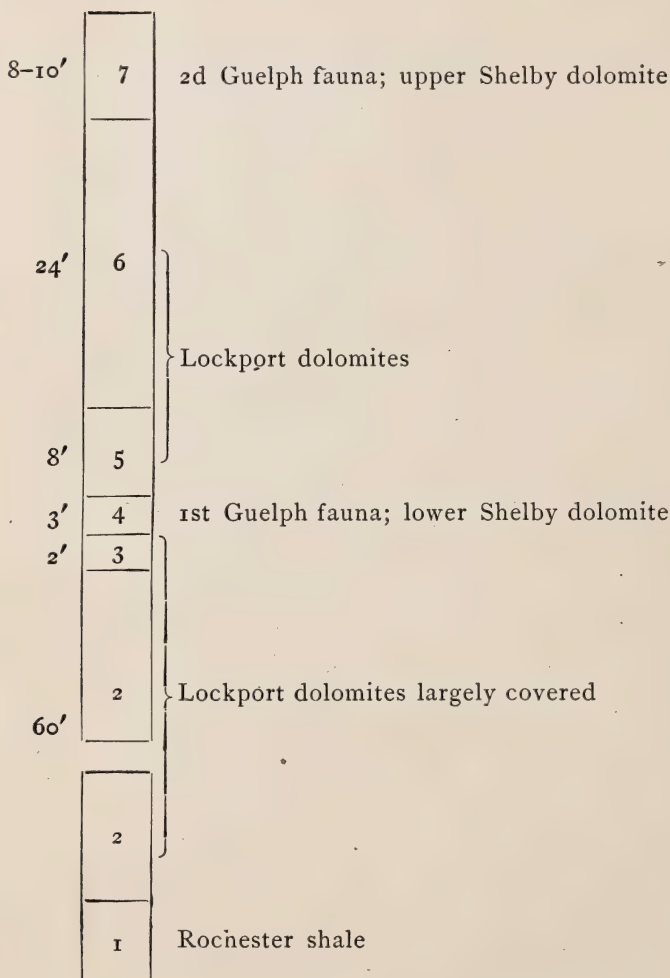 8-10′ 7 2d Guelph fauna; upper Shelby dolomite
24′ 6
Lockport dolomites
8′ 5
3′ 4 1st Guelph fauna; lower Shelby dolomite
2′ 3
2 Lockport dolomites largely covered
60′
2
1 Rochester shale